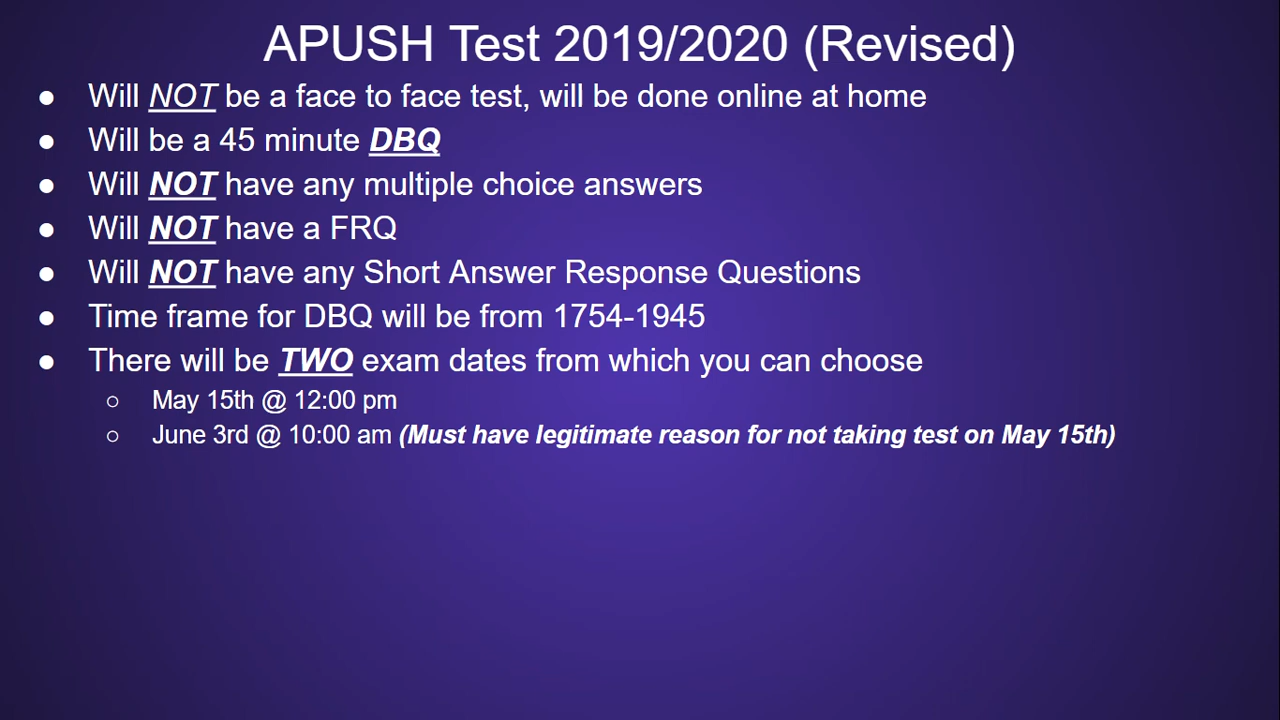 APUSH Test 2019/2020 (Revised)
● Will NOT be a face to face test, will be done online at home
● Will be a 45 minute DBQ
● Will NOT have any multiple choice answers
● Will NOT have a FRQ
● Will NOT have any Short Answer Response Questions
● Time frame for DBQ will be from 1754-1945
● There will be TWO exam dates from which you can choose
○ May 15th @ 12:00 pm
○ June 3rd @ 10:00 am (Must have legitimate reason for not taking test on May 15th)